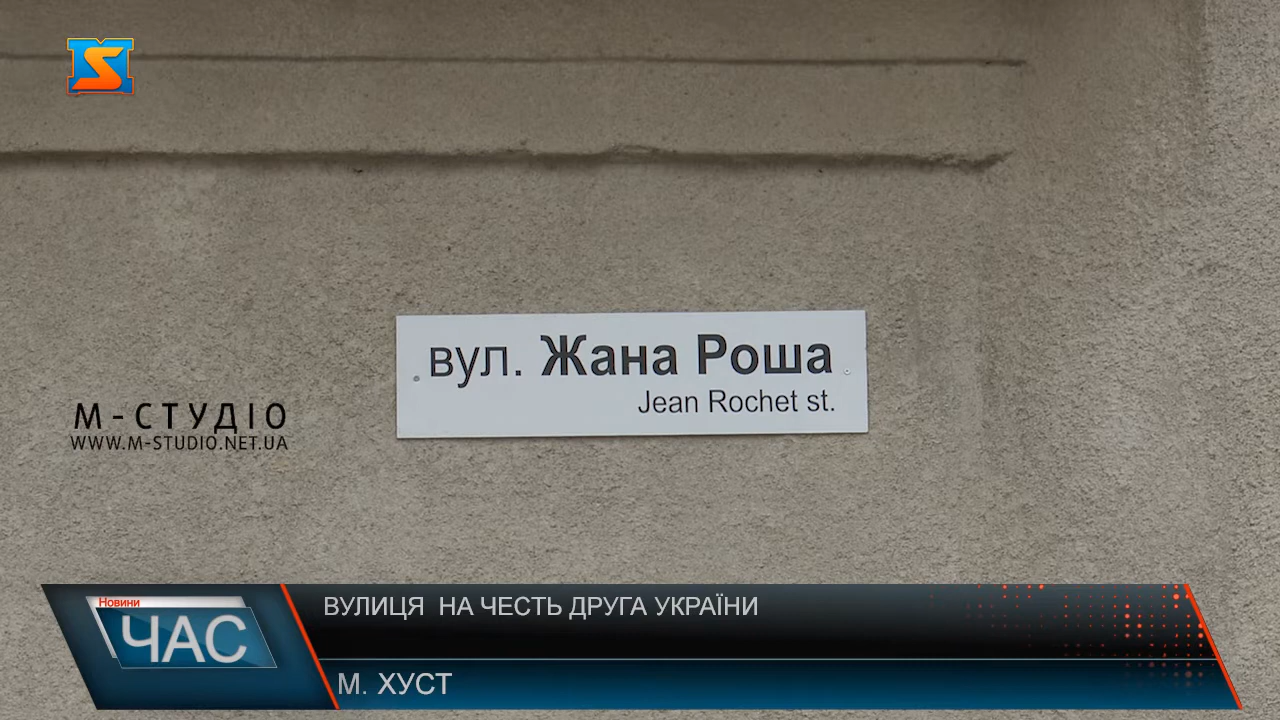 вул. Жана Роша
Jean Rochet st.
М-СТУДІО
WWW.M-STUDIO.NET.UA
Новини
ЧАС
ВУЛИЦЯ НА ЧЕСТЬ ДРУГА УКРАЇНИ
М. ХУСТ